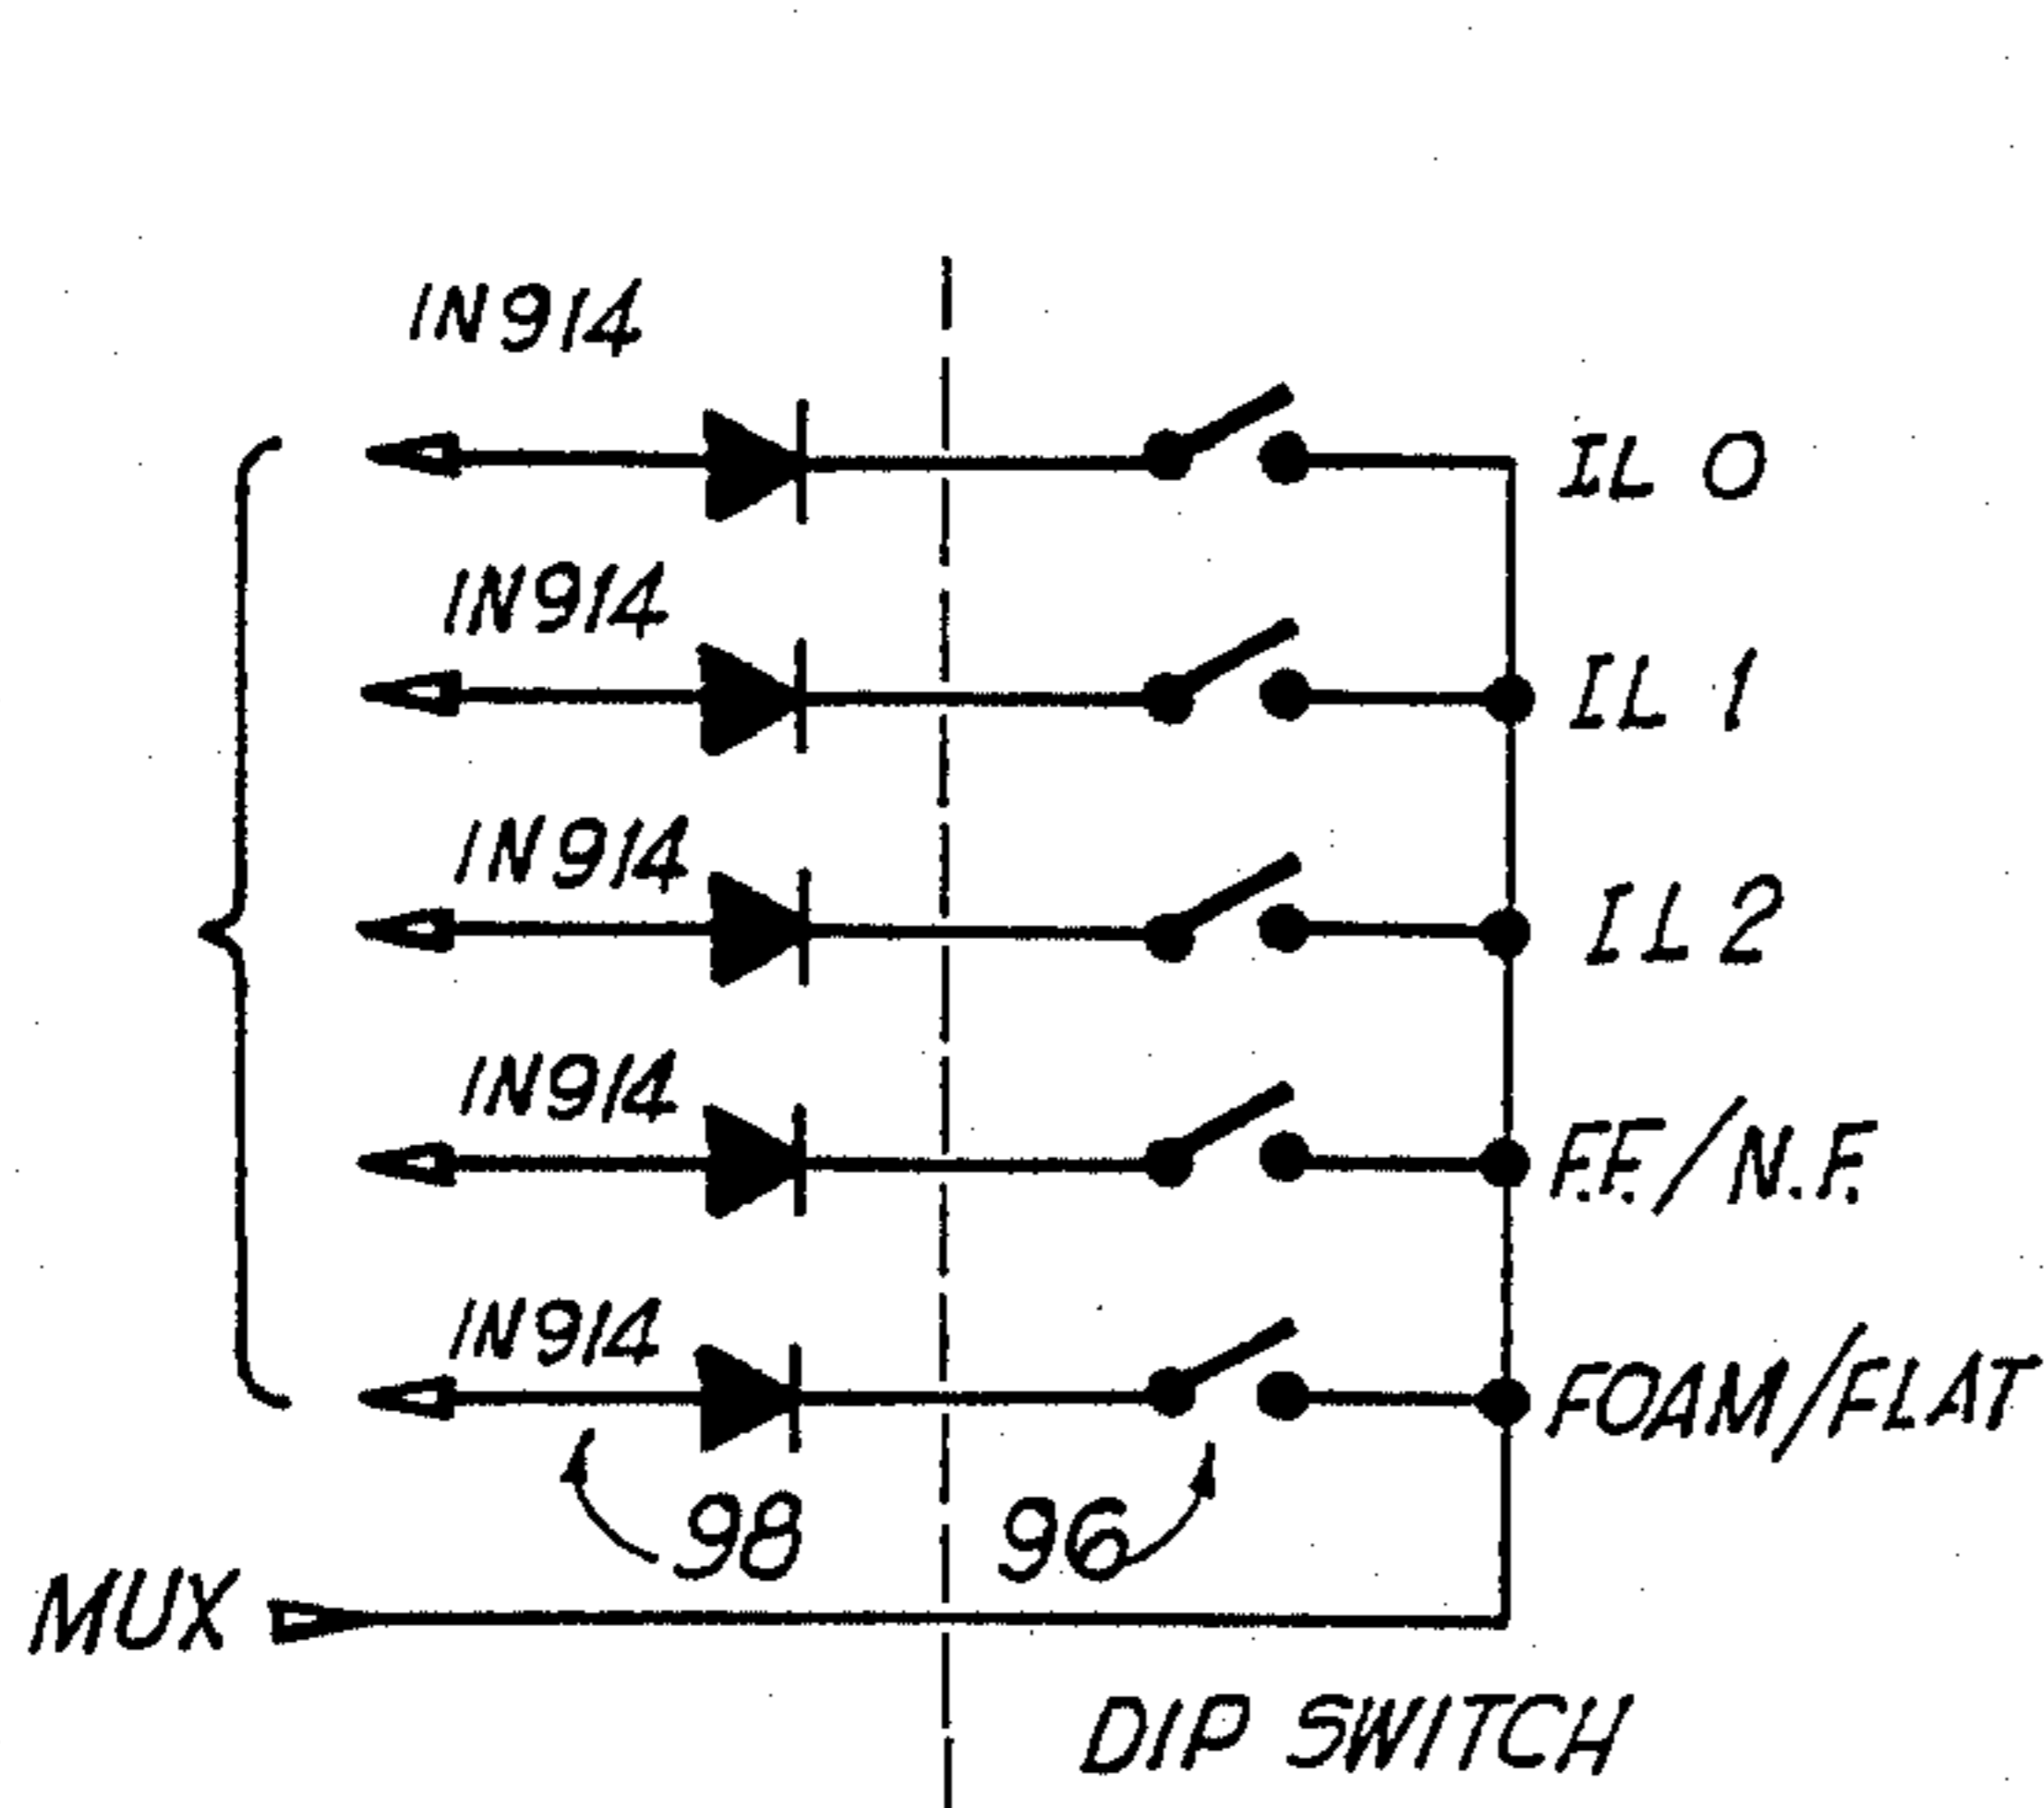 IN914
IL 0
IN914
IL 1
IN914
IL 2
IN914
F.F./N.F.
IN914
FOAM/FLAT
98
96
MUX
DIP SWITCH